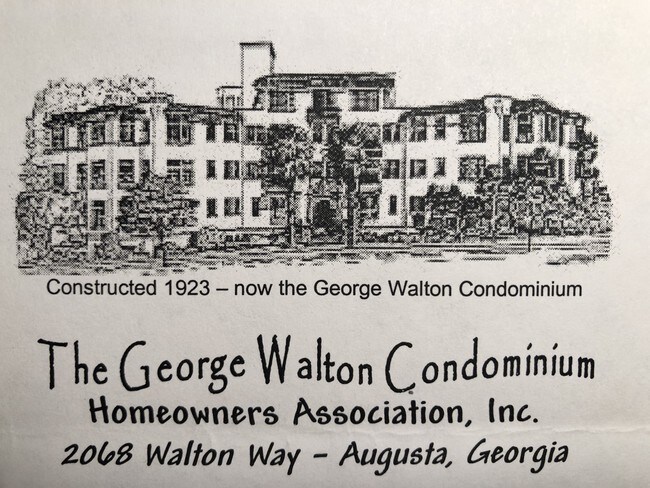 Constructed 1923 – now the George Walton Condominium
The George Walton Condominium
Homeowners Association, Inc.
2068 Walton Way – Augusta, Georgia